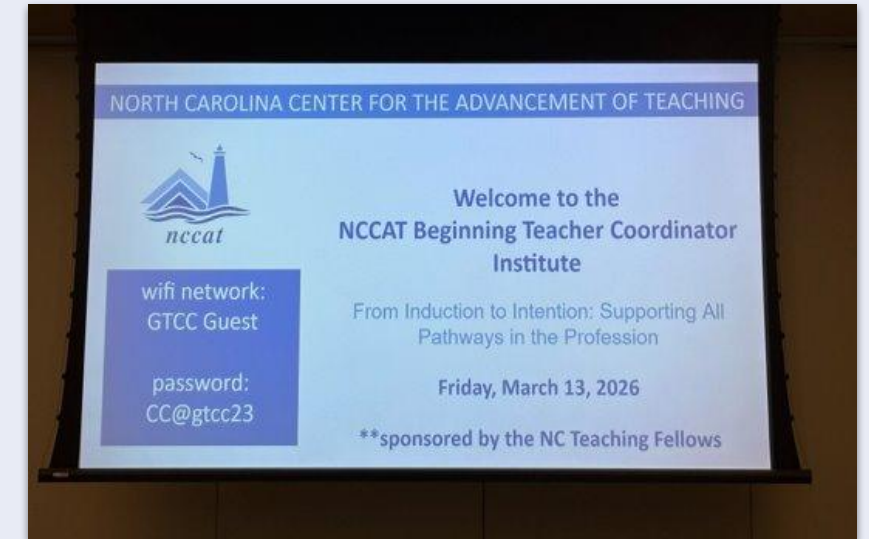 NORTH CAROLINA CENTER FOR THE ADVANCEMENT OF TEACHING
nccat
wifi network:
GTCC Guest
password:
CC@gtcc23
Welcome to the
NCCAT Beginning Teacher Coordinator
Institute
From Induction to Intention: Supporting All
Pathways in the Profession
Friday, March 13, 2026
**sponsored by the NC Teaching Fellows